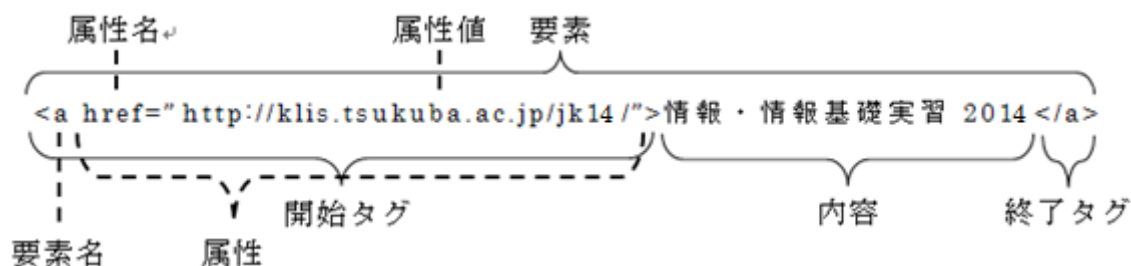 属性名↵ 属性値 要素
<a href=”http://klis.tsukuba.ac.jp/jk14/”>情報・情報基礎実習 2014</a>
開始タグ 内容 終了タグ
要素名 属性